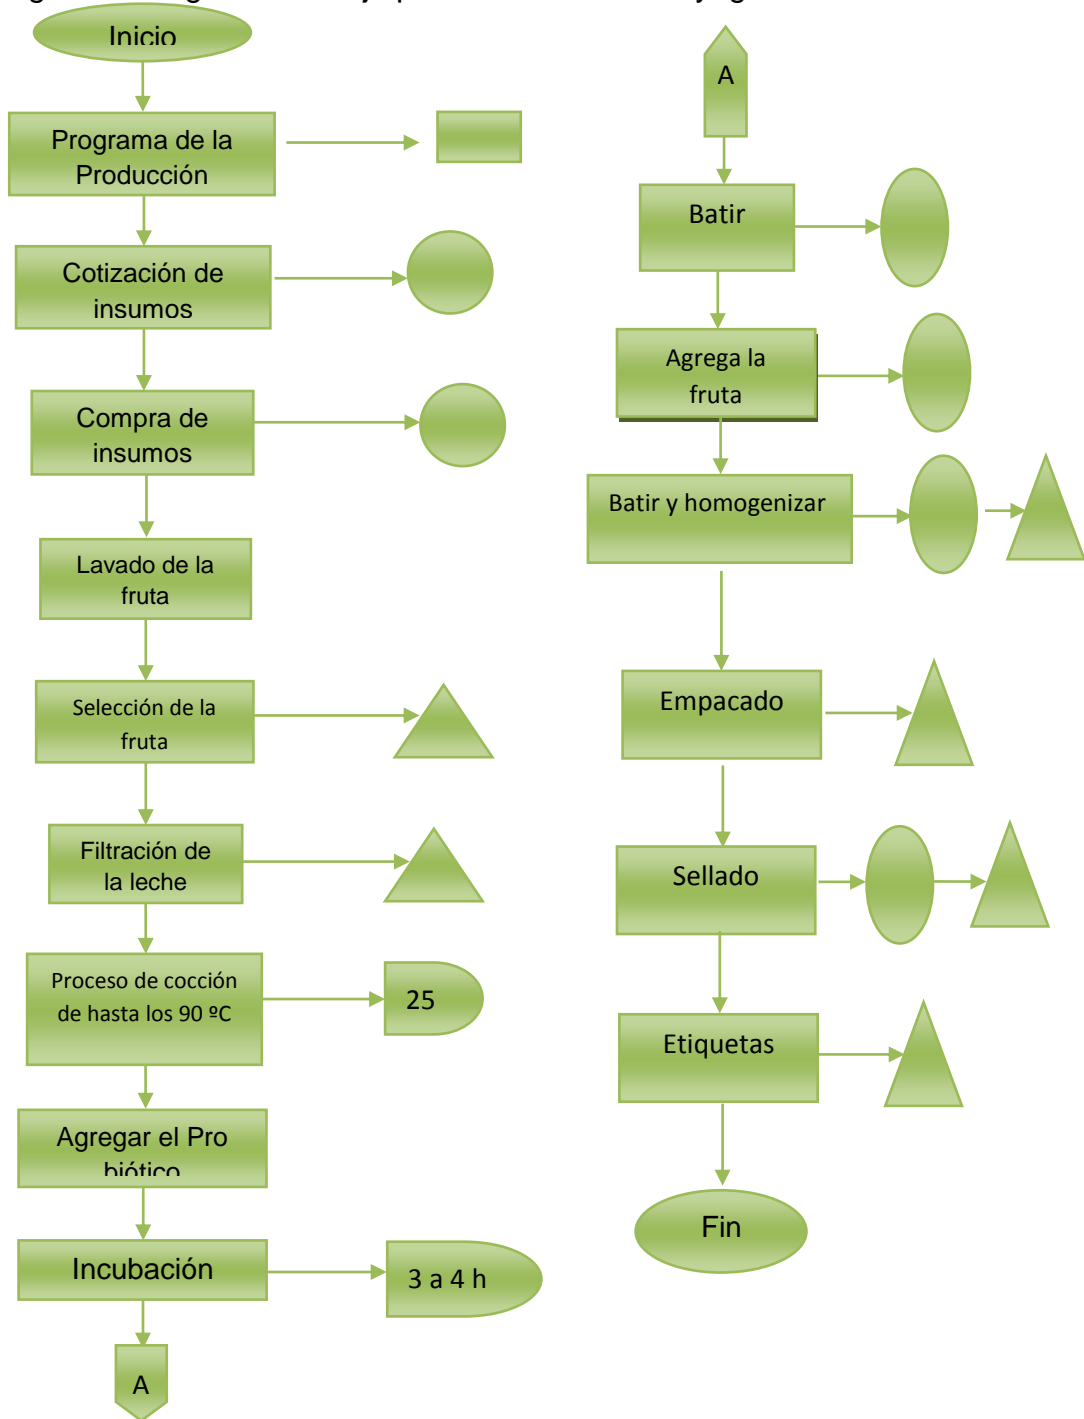 Inicio
Programa de la
Producción
Cotización de
insumos
Compra de
insumos
Lavado de la
fruta
Selección de la
fruta
Filtración de
la leche
Proceso de cocción
de hasta los 90 ºC
25
Agregar el Pro
biótico
Incubación
3 a 4 h
A
A
Batir
Agrega la
fruta
Batir y homogenizar
Empacado
Sellado
Etiquetas
Fin